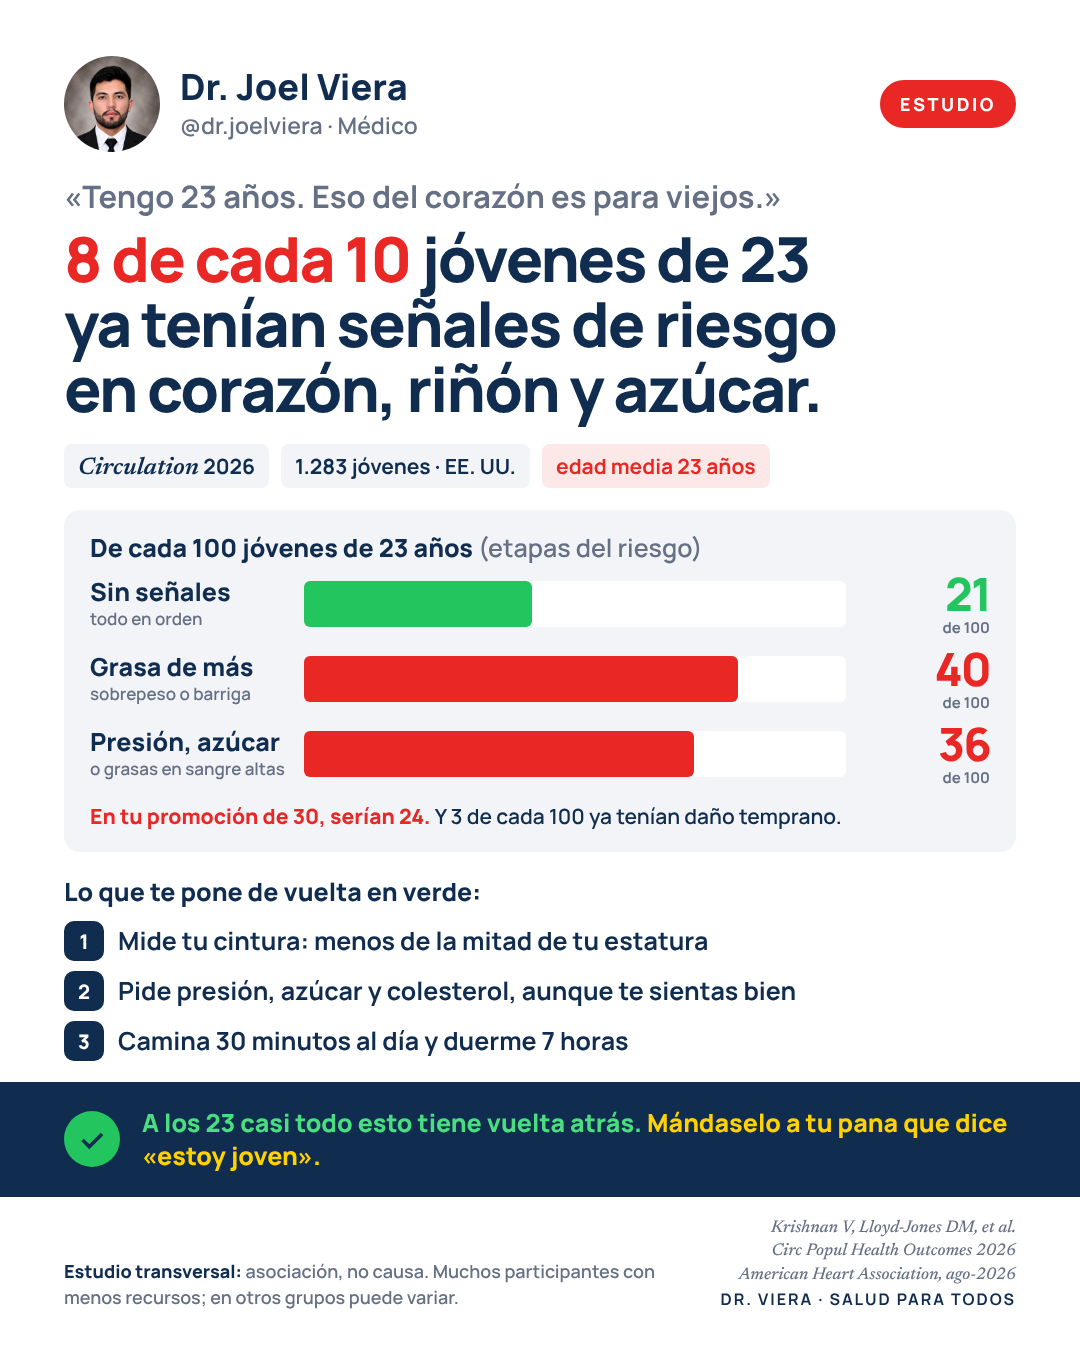 Dr. Joel Viera
@dr.joelviera · Médico
ESTUDIO
«Tengo 23 años. Eso del corazón es para viejos.»
8 de cada 10 jóvenes de 23
ya tenían señales de riesgo
en corazón, riñón y azúcar.
Circulation 2026
1.283 jóvenes · EE. UU.
edad media 23 años
De cada 100 jóvenes de 23 años (etapas del riesgo)
Sin señales
todo en orden
21
de 100
Grasa de más
sobrepeso o barriga
40
de 100
Presión, azúcar
o grasas en sangre altas
36
de 100
En tu promoción de 30, serían 24. Y 3 de cada 100 ya tenían daño temprano.
Lo que te pone de vuelta en verde:
1 Mide tu cintura: menos de la mitad de tu estatura
2 Pide presión, azúcar y colesterol, aunque te sientas bien
3 Camina 30 minutos al día y duerme 7 horas
A los 23 casi todo esto tiene vuelta atrás. Mándaselo a tu pana que dice
«estoy joven».
Estudio transversal: asociación, no causa. Muchos participantes con
menos recursos; en otros grupos puede variar.
Krishnan V, Lloyd-Jones DM, et al.
Circ Popul Health Outcomes 2026
American Heart Association, ago-2026
DR. VIERA · SALUD PARA TODOS